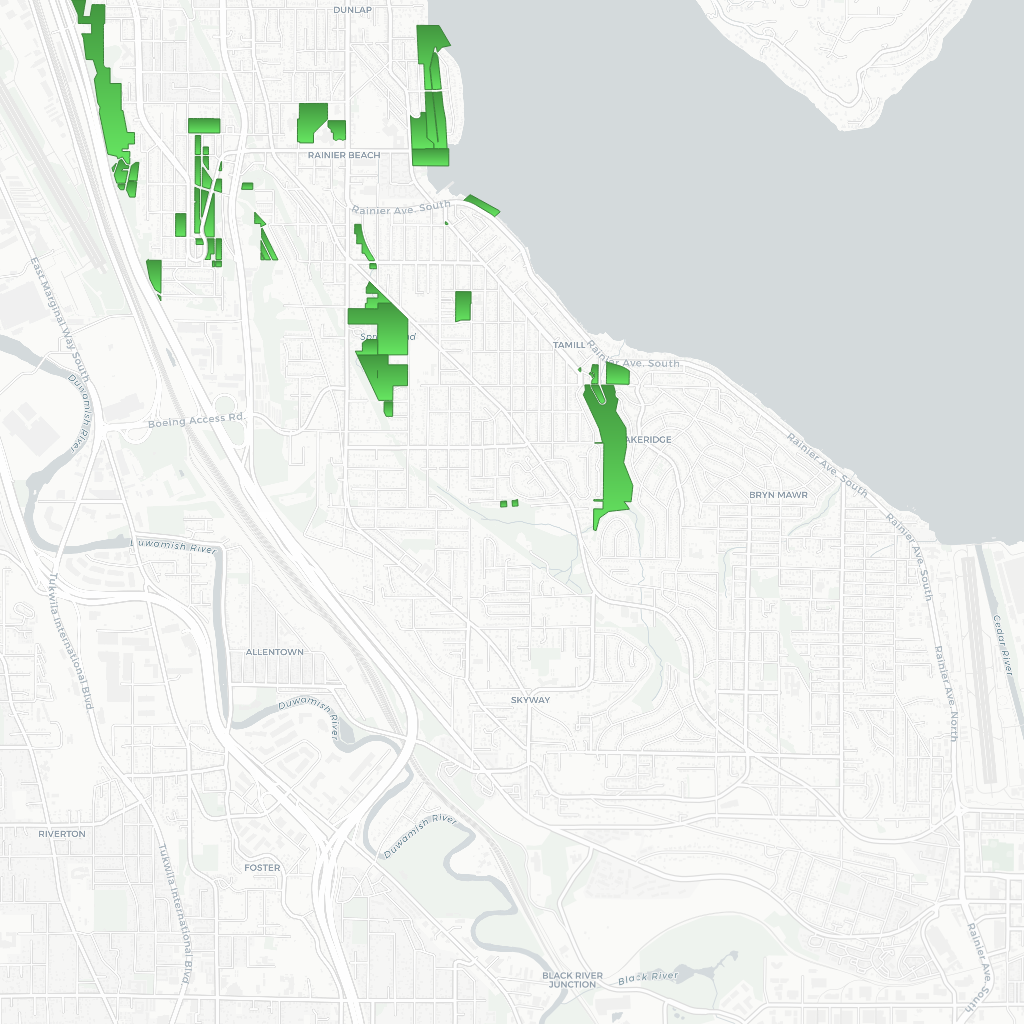 DUNLAP
RAINIER BEACH
Rainier Ave. South
East Marginal Way South
TAMILL
Rainier Ave. South
Duwamish River
Boeing Access Rd.
AKERIDGE
Rainier Ave. South
BRYN MAWR
Rainier Ave. South
Duwamish River
Tukwila International Blvd
Cedar River
ALLENTOWN
Rainier Ave. North
SKYWAY
Duwamish River
Duwamish River
RIVERTON
Tukwila International Blvd
FOSTER
Rainier Ave. South
BLACK RIVER
JUNCTION
Black River